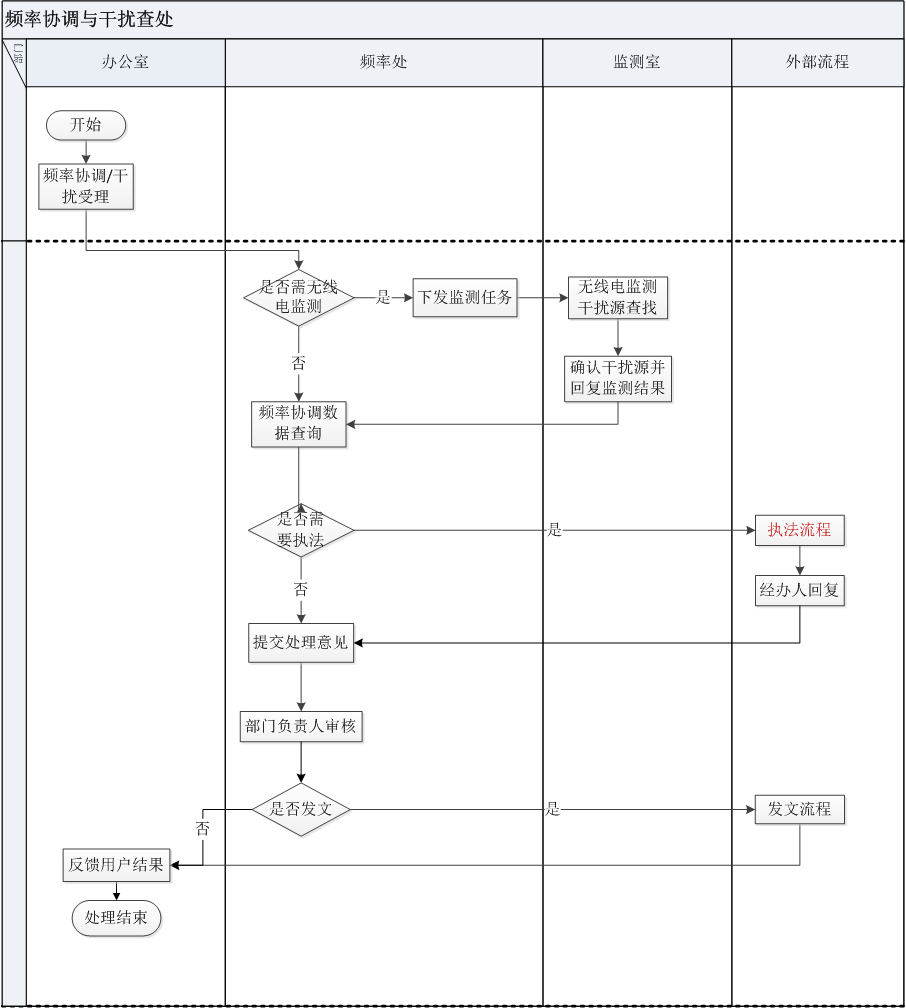 频率协调与干扰查处
办公室
频率处
监测室
外部流程
开始
频率协调/干
扰受理
是否需无线
电监测
是
下发监测任务
无线电监测
干扰源查找
否
确认干扰源并
回复监测结果
频率协调数
据查询
是否需
要执法
是
执法流程
否
经办人回复
提交处理意见
部门负责人审核
是否发文
是
发文流程
否
反馈用户结果
处理结束